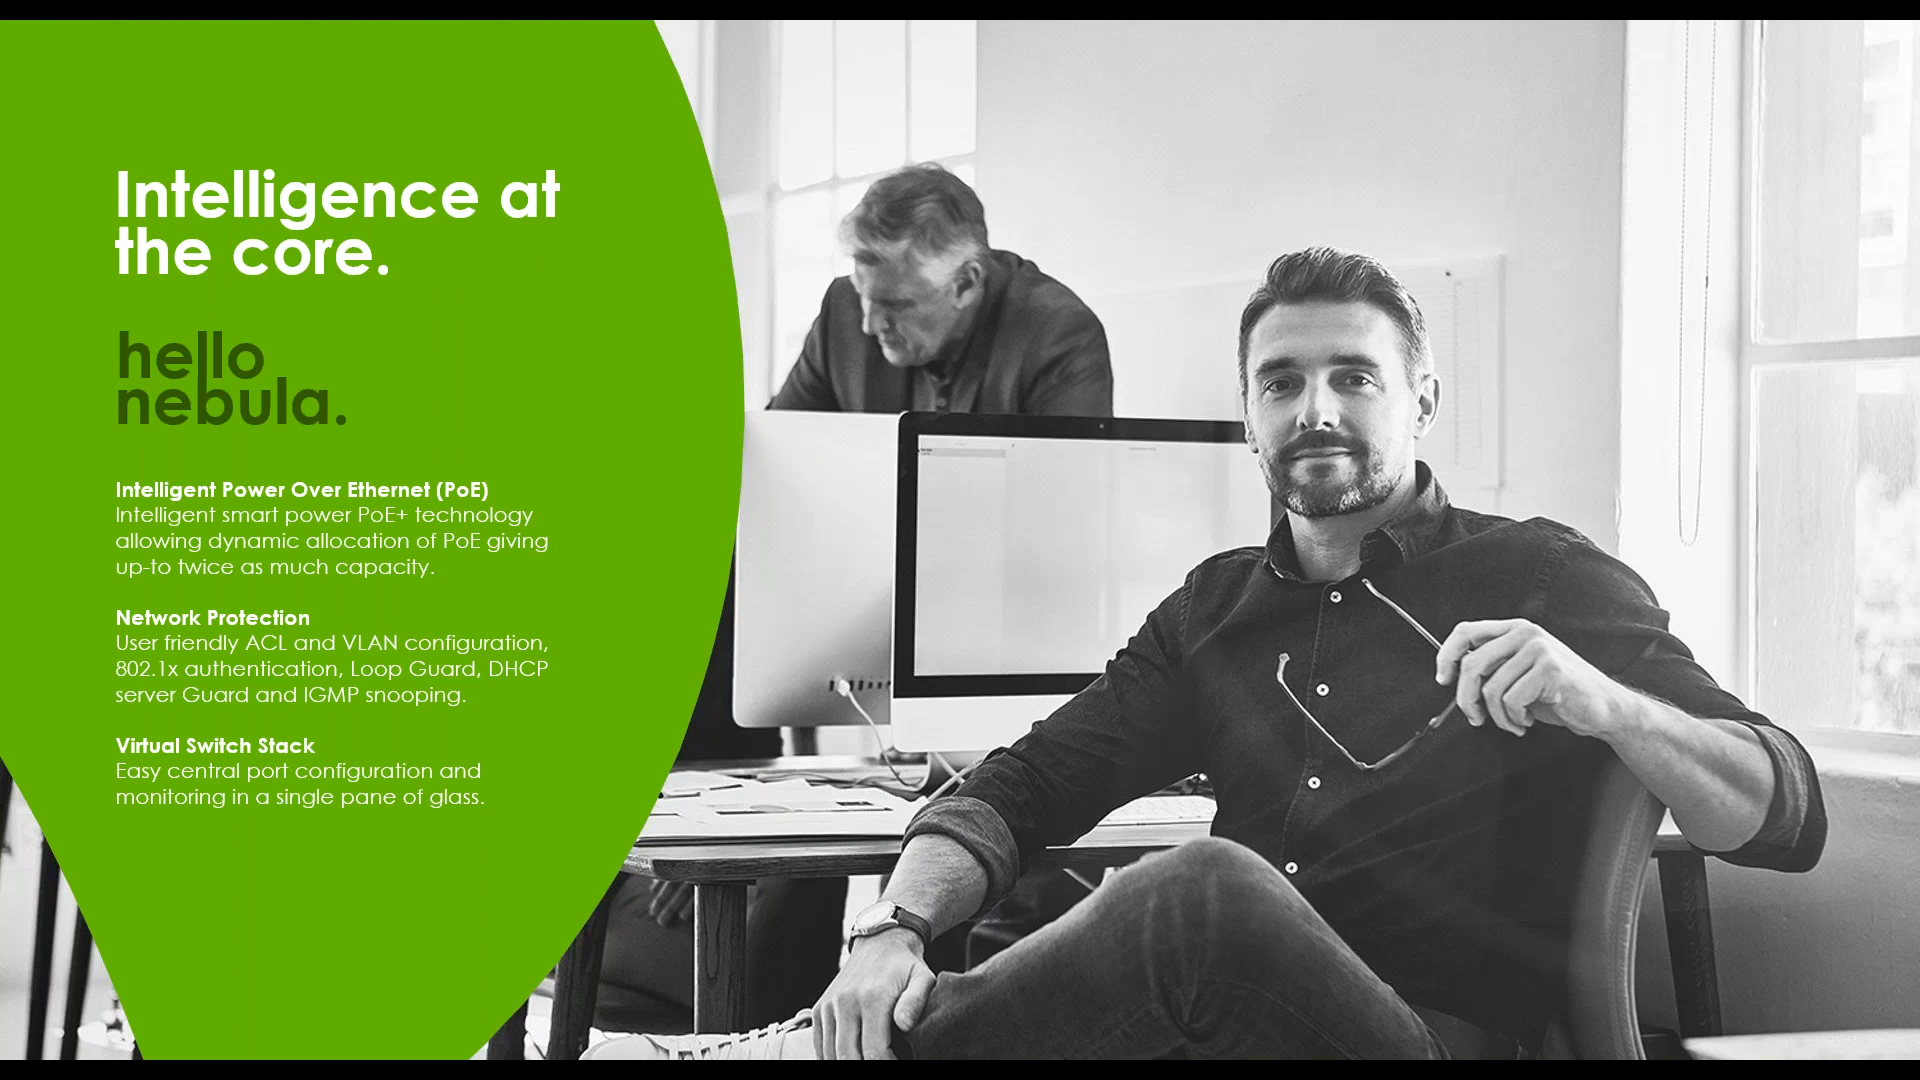 Intelligence at
the core.
hello
nebula.
Intelligent Power Over Ethernet (PoE)
Intelligent smart power PoE+ technology
allowing dynamic allocation of PoE giving
up-to twice as much capacity.
Network Protection
User friendly ACL and VLAN configuration,
802.1x authentication, Loop Guard, DHCP
server Guard and IGMP snooping.
Virtual Switch Stack
Easy central port configuration and
monitoring in a single pane of glass.